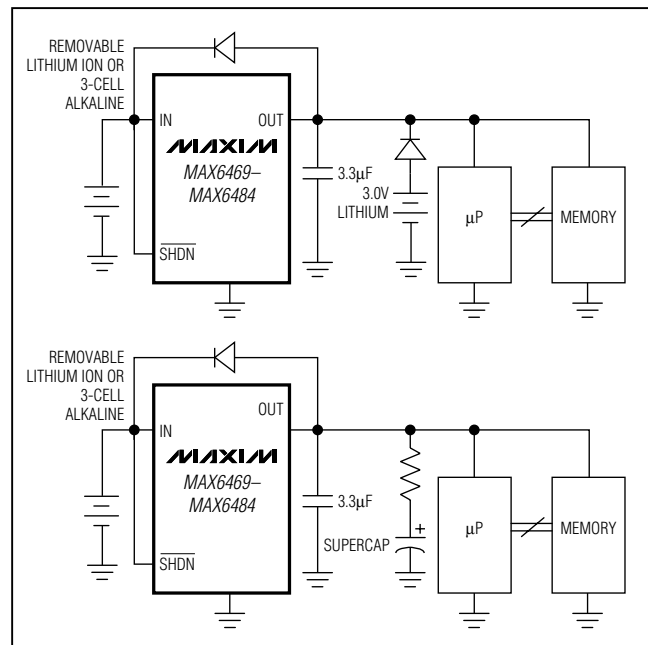 REMOVABLE
LITHIUM ION OR
3-CELL
ALKALINE
IN
OUT
MAXIM
MAX6469–
MAX6484
SHDN
3.3µF
3.0V
LITHIUM
µP
MEMORY
REMOVABLE
LITHIUM ION OR
3-CELL
ALKALINE
IN
OUT
MAXIM
MAX6469–
MAX6484
SHDN
3.3µF
SUPERCAP
+
µP
MEMORY